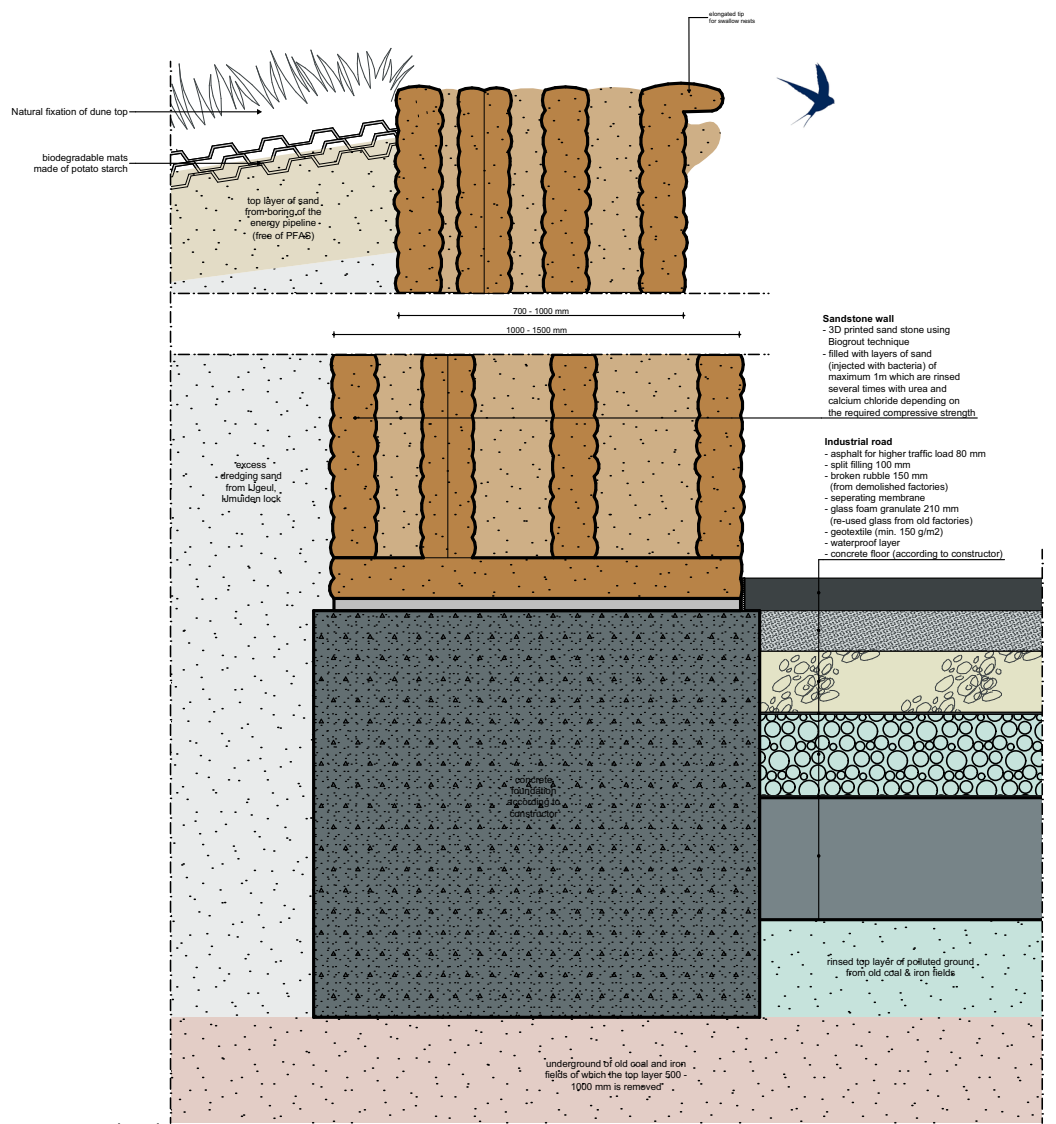 elongated tip
for swallow nests
Natural fixation of dune top
biodegradable mats
made of potato starch
top layer of sand
from boring of the
energy pipeline
(free of PFAS)
700 - 1000 mm
1000 - 1500 mm
Sandstone wall
- 3D printed sand stone using
Biogrout technique
- filled with layers of sand
(injected with bacteria) of
maximum 1m which are rinsed
several times with urea and
calcium chloride depending on
the required compressive strength
Industrial road
- asphalt for higher traffic load 80 mm
- split filling 100 mm
- broken rubble 150 mm
(from demolished factories)
- seperating membrane
- glass foam granulate 210 mm
(re-used glass from old factories)
- geotextile (min. 150 g/m2)
- waterproof layer
- concrete floor (according to constructor)
excess
dredging sand
from IJgeul,
IJmuiden lock
concrete
foundation
according to
constructor
rinsed top layer of polluted ground
from old coal & iron fields
underground of old coal and iron
fields of which the top layer 500 -
1000 mm is removed